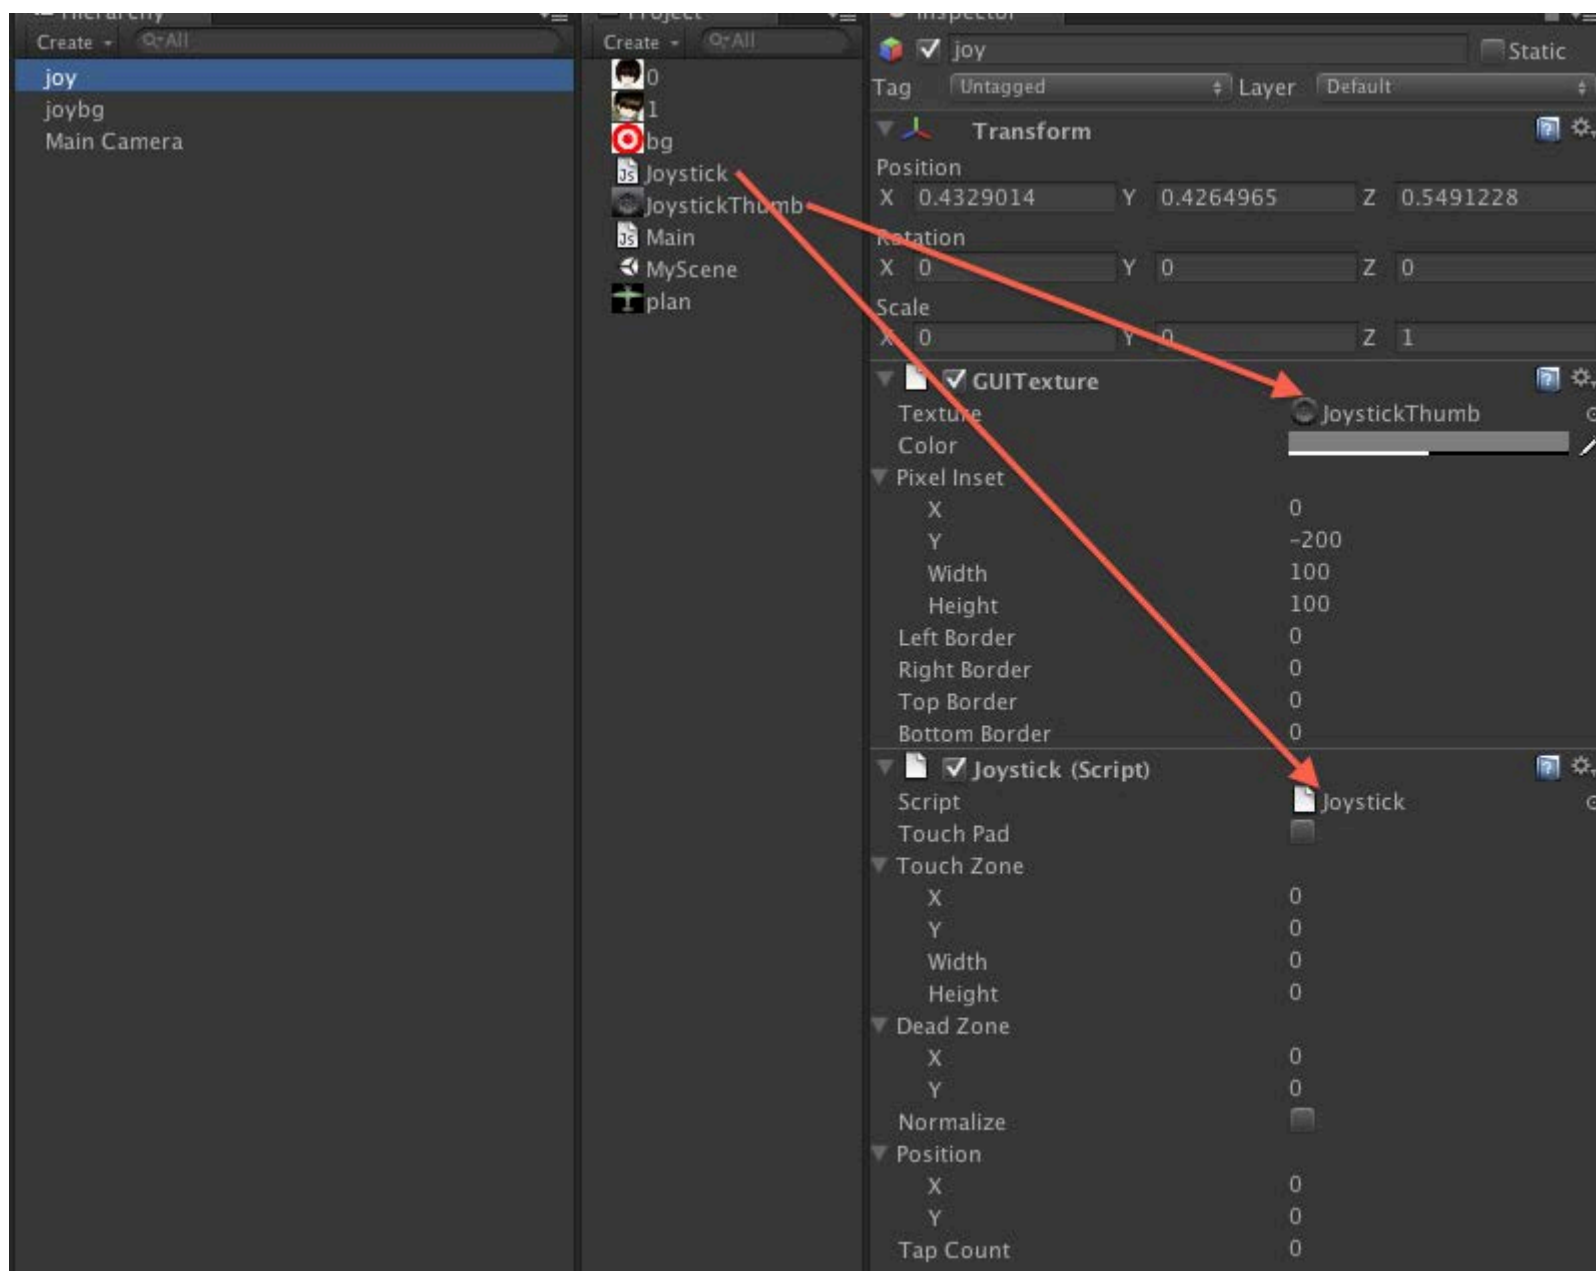 Hierarchy
Create
All
joy
joybg
Main Camera
Project
Create
All
0
1
bg
Joystick
JoystickThumb
Main
MyScene
plan
Inspector
joy Static
Tag Untagged Layer Default
Transform
Position
X 0.4329014 Y 0.4264965 Z 0.5491228
Rotation
X 0 Y 0 Z 0
Scale
X 0 Y 0 Z 1
GUITexture
Texture JoystickThumb
Color
Pixel Inset
X 0
Y -200
Width 100
Height 100
Left Border 0
Right Border 0
Top Border 0
Bottom Border 0
Joystick (Script)
Script Joystick
Touch Pad
Touch Zone
X 0
Y 0
Width 0
Height 0
Dead Zone
X 0
Y 0
Normalize
Position
X 0
Y 0
Tap Count 0